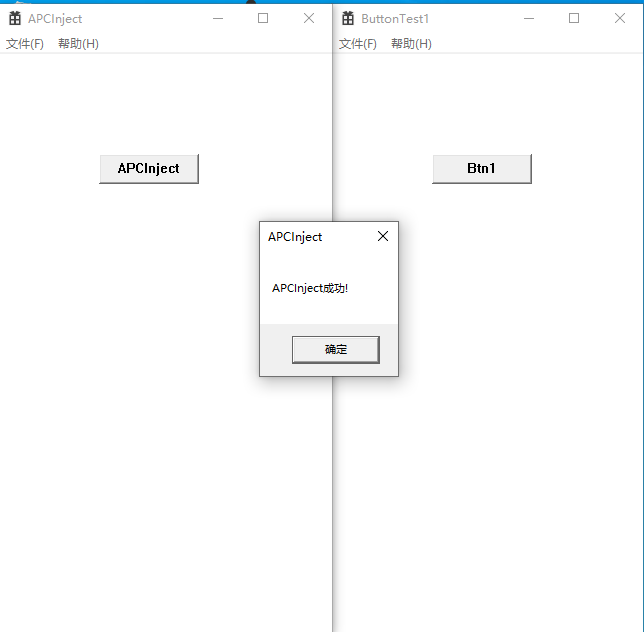 APCInject
文件(F) 帮助(H)
APCInject
ButtonTest1
文件(F) 帮助(H)
Btn1
APCInject
APCInject成功!
确定